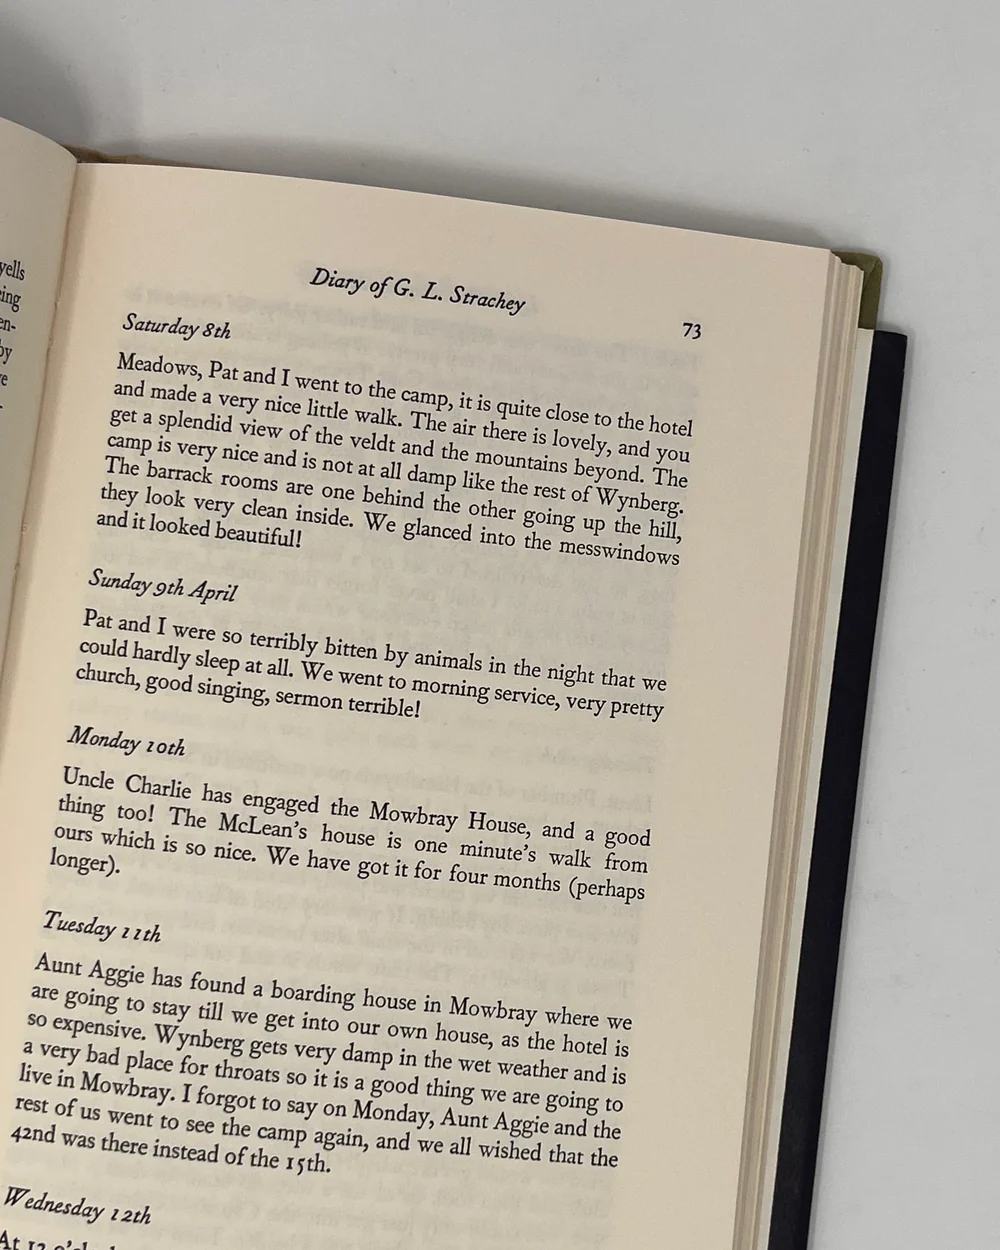 yells
en-
by
Diary of G. L. Strachey
73
Saturday 8th
Meadows, Pat and I went to the camp, it is quite close to the hotel
and made a very nice little walk. The air there is lovely, and you
get a splendid view of the veldt and the mountains beyond. The
camp is very nice and is not at all damp like the rest of Wynberg.
The barrack rooms are one behind the other going up the hill,
they look very clean inside. We glanced into the messwindows
and it looked beautiful!
Sunday 9th April
Pat and I were so terribly bitten by animals in the night that we
could hardly sleep at all. We went to morning service, very pretty
church, good singing, sermon terrible!
Monday 10th
Uncle Charlie has engaged the Mowbray House, and a good
thing too! The McLean's house is one minute's walk from
ours which is so nice. We have got it for four months (perhaps
longer).
Tuesday 11th
Aunt Aggie has found a boarding house in Mowbray where we
are going to stay till we get into our own house, as the hotel is
so expensive. Wynberg gets very damp in the wet weather and is
a very bad place for throats so it is a good thing we are going to
live in Mowbray. I forgot to say on Monday, Aunt Aggie and the
rest of us went to see the camp again, and we all wished that the
42nd was there instead of the 15th.
Wednesday 12th
At 12